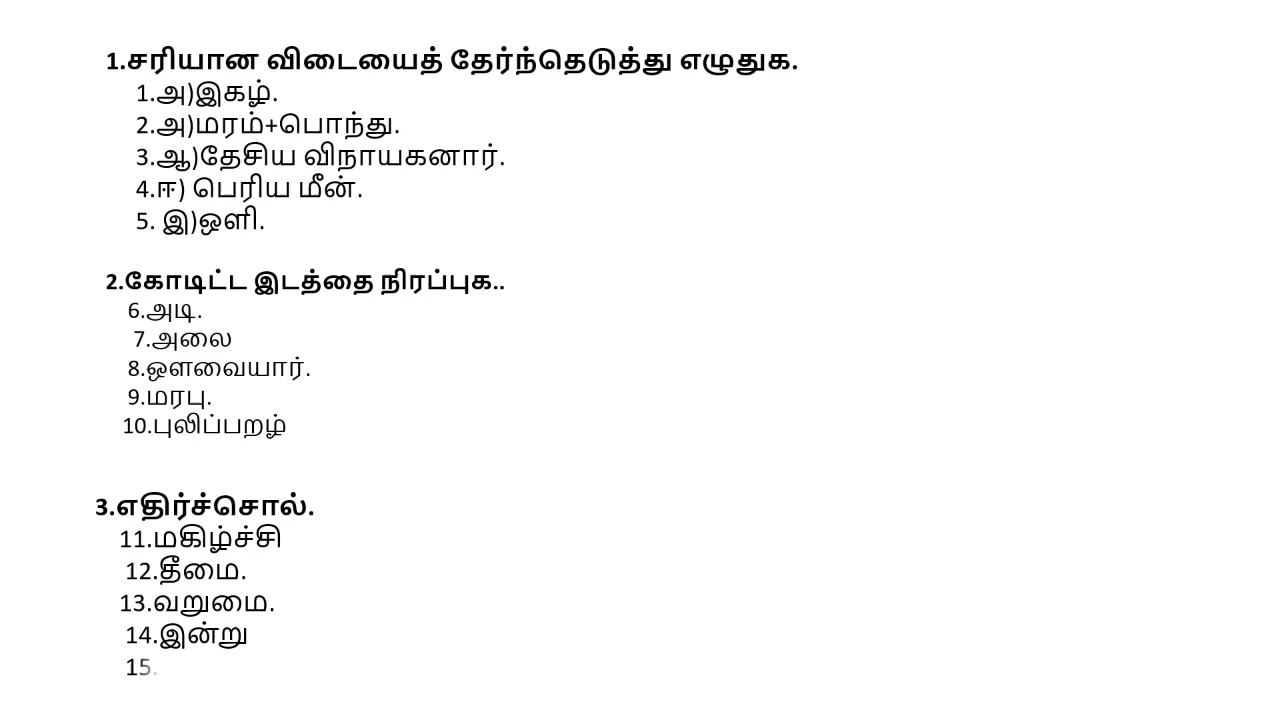 1.சரியான விடையைத் தேர்ந்தெடுத்து எழுதுக.
1.அ)இகழ்.
2.அ)மரம்+பொந்து.
3.ஆ)தேசிய விநாயகனார்.
4.ஈ) பெரிய மீன்.
5. இ)ஒளி.
2.கோடிட்ட இடத்தை நிரப்புக..
6.அடி.
7.அலை
8.ஔவையார்.
9.மரபு.
10.புலிப்பறழ்
3.எதிர்ச்சொல்.
11.மகிழ்ச்சி
12.தீமை.
13.வறுமை.
14.இன்று
15.